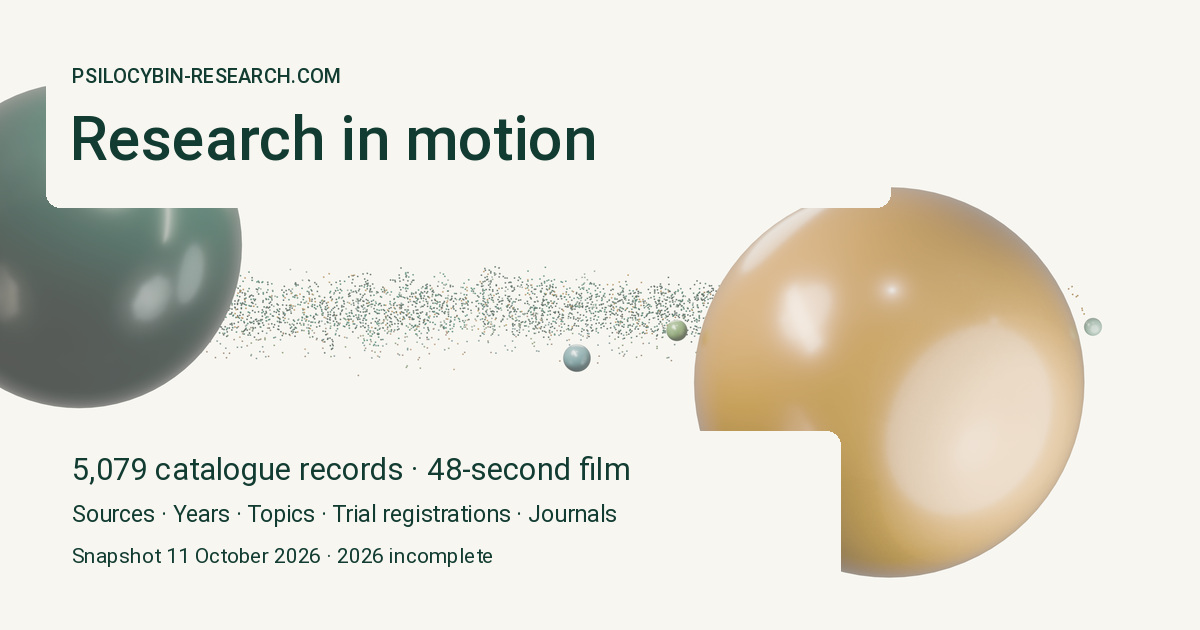 PSILOCYBIN-RESEARCH.COM
Research in motion
5,079 catalogue records · 48-second film
Sources · Years · Topics · Trial registrations · Journals
Snapshot 11 October 2026 · 2026 incomplete